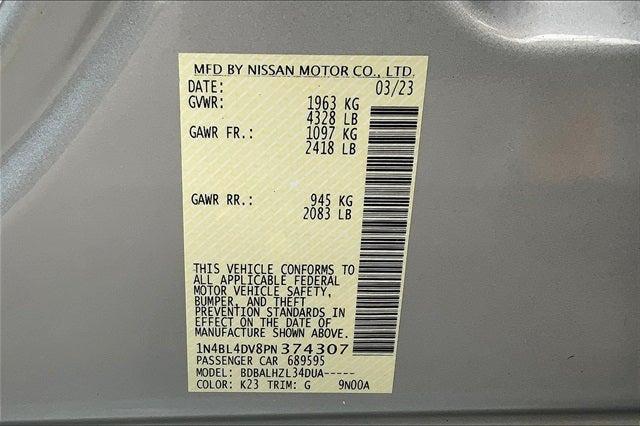 MFD BY NISSAN MOTOR CO., LTD.
DATE: 03/23
GVWR: 1963 KG
4328 LB
GAWR FR.: 1097 KG
2418 LB
GAWR RR.: 945 KG
2083 LB
THIS VEHICLE CONFORMS TO
ALL APPLICABLE FEDERAL
MOTOR VEHICLE SAFETY,
BUMPER, AND THEFT
PREVENTION STANDARDS IN
EFFECT ON THE DATE OF
MANUFACTURE SHOWN ABOVE.
1N4BL4DV8PN374307
PASSENGER CAR 689595
MODEL: BDBALHZL34DUA-----
COLOR: K23 TRIM: G 9N00A